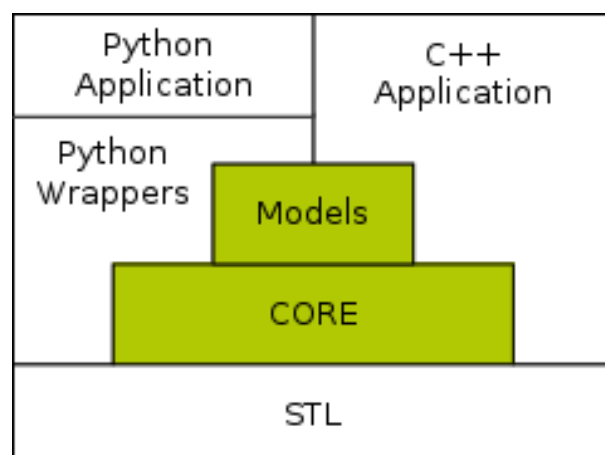 Python
Application
C++
Application
Python
Wrappers
Models
CORE
STL